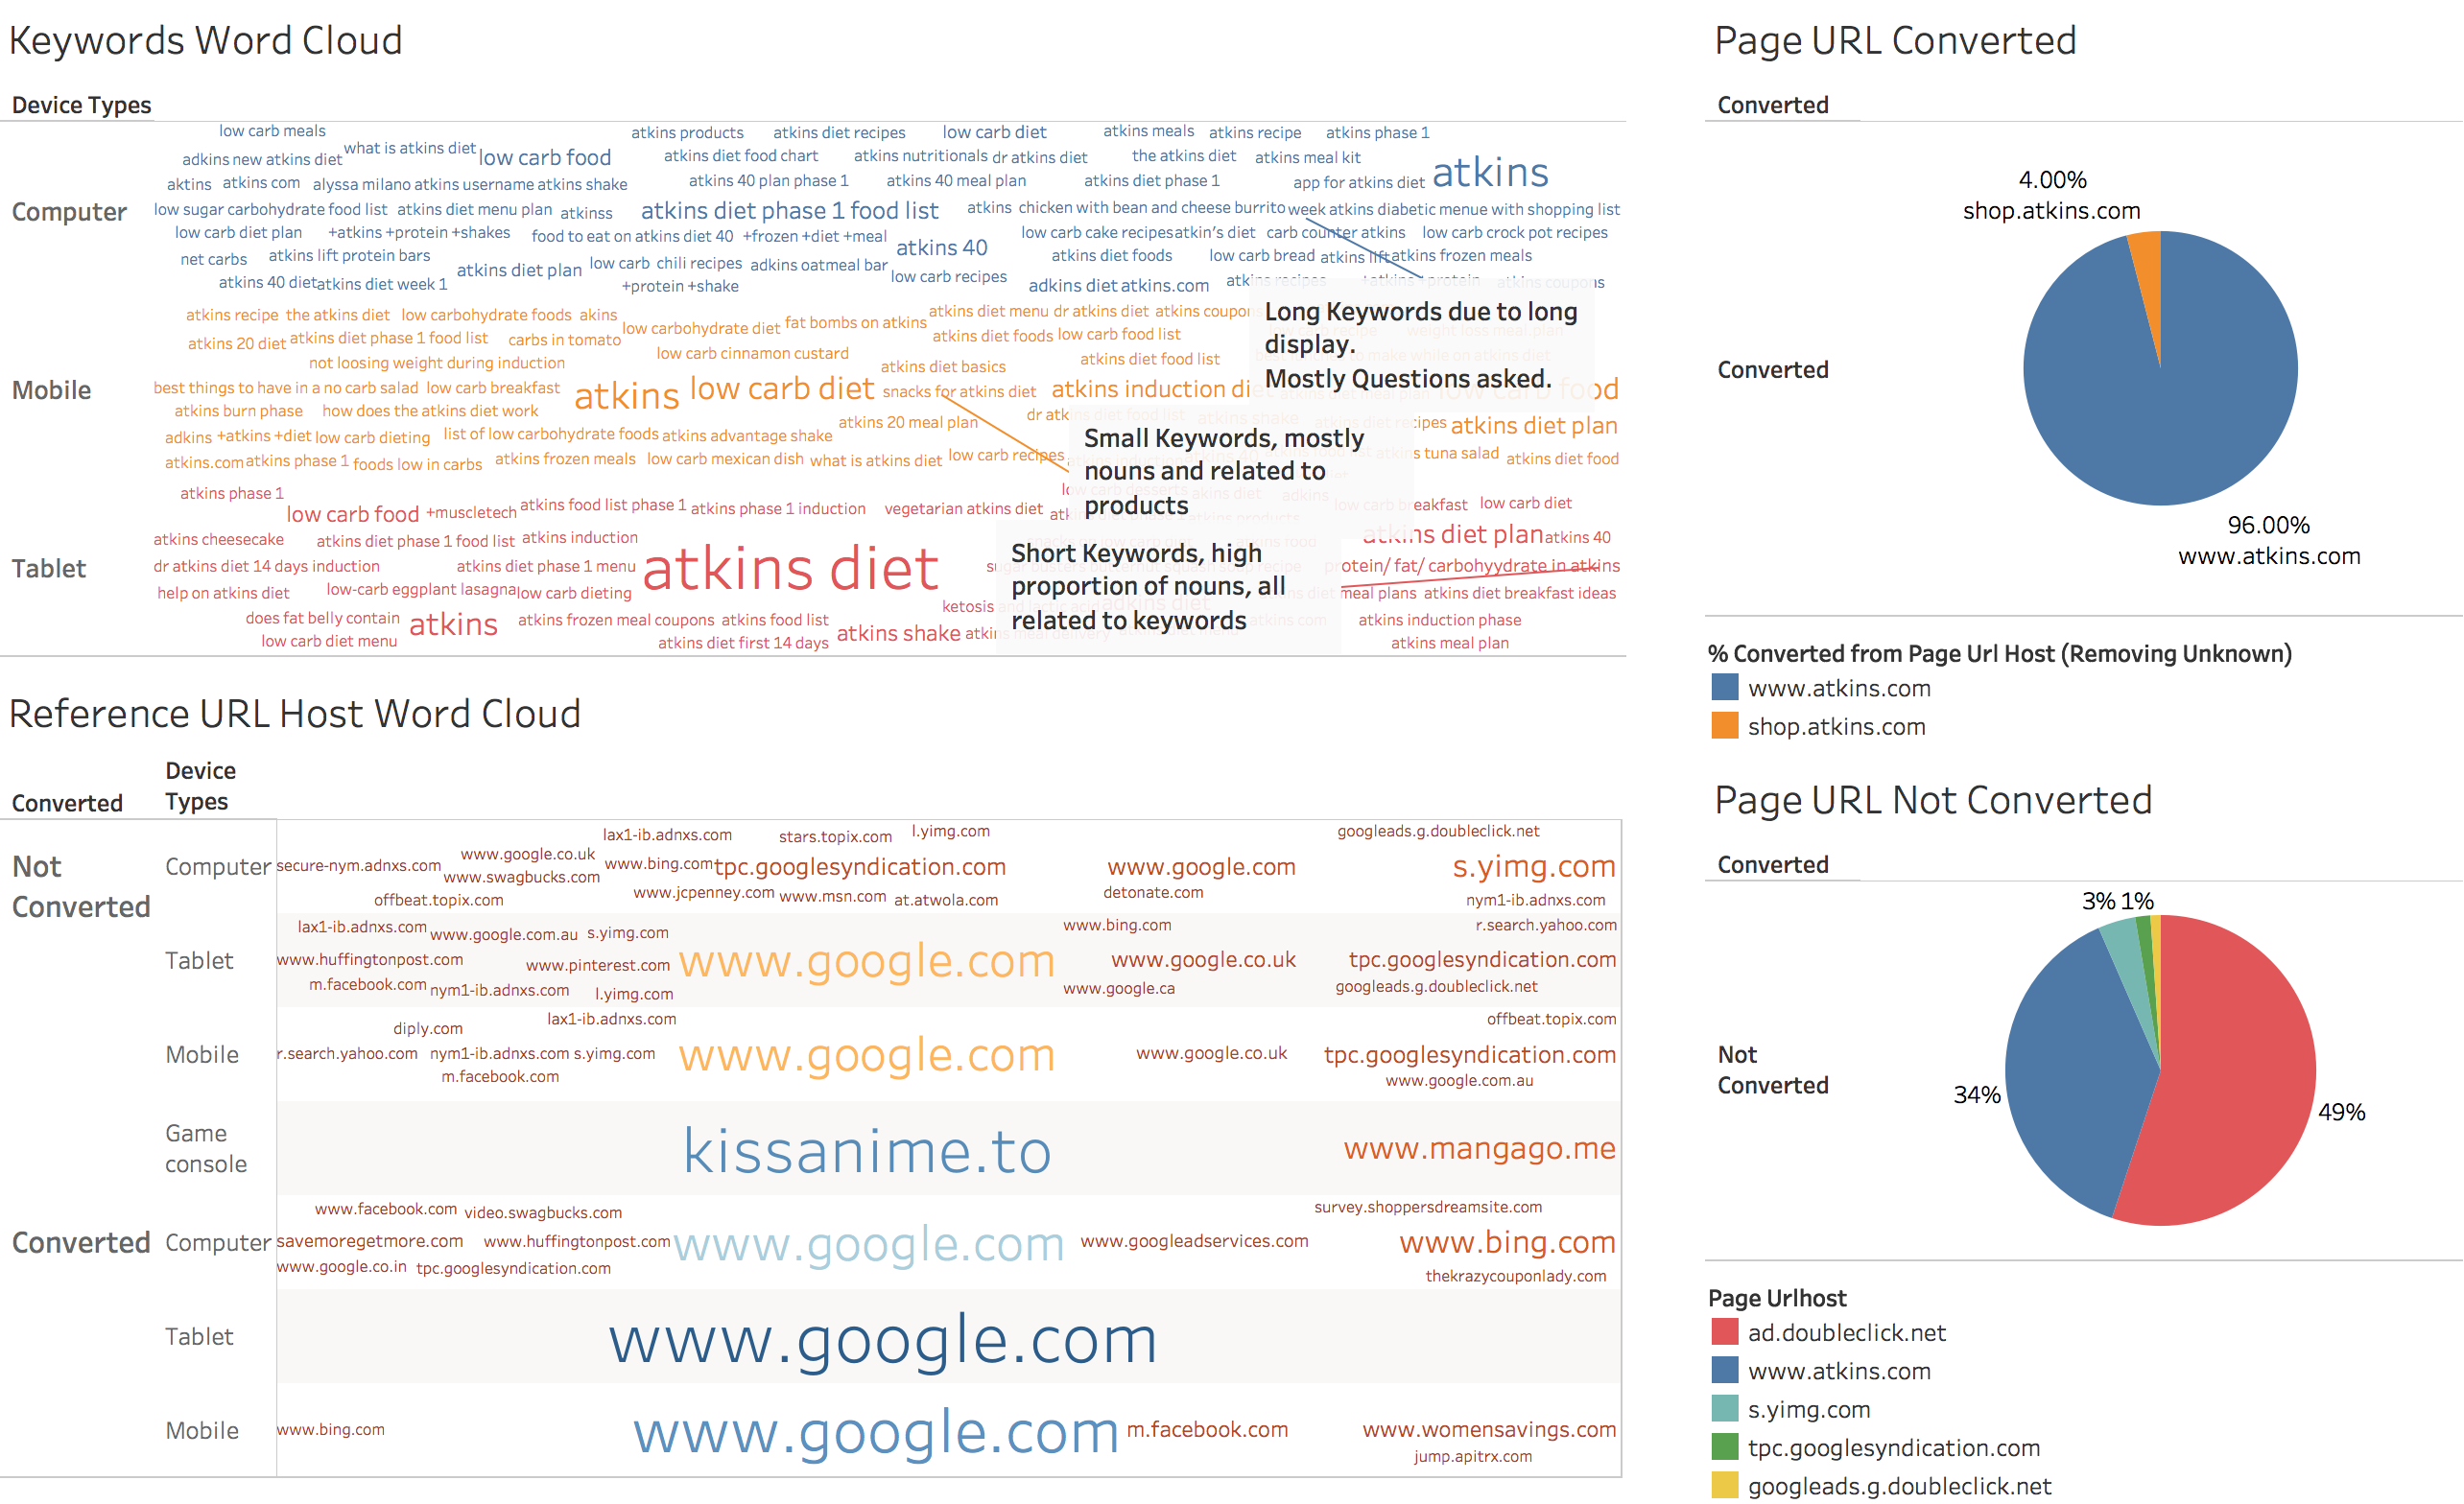 Keywords Word Cloud
Device Types
Computer
low carb meals
atkins products
atkins diet recipes
low carb diet
atkins meals
atkins recipe
atkins phase 1
adkins new atkins diet
what is atkins diet
low carb food
atkins diet food chart
atkins nutritionals
dr atkins diet
the atkins diet
atkins meal kit
atkins
aktins
atkins com
alyssa milano atkins username
atkins shake
atkins 40 plan phase 1
atkins 40 meal plan
atkins diet phase 1
app for atkins diet
low sugar carbohydrate food list
atkins diet menu plan
atkinss
atkins diet phase 1 food list
atkins chicken with bean and cheese burrito
week atkins diabetic menue with shopping list
low carb diet plan
+atkins +protein +shakes
food to eat on atkins diet 40
+frozen +diet +meal
atkins 40
low carb cake recipes
atkin's diet
carb counter atkins
low carb crock pot recipes
net carbs
atkins lift protein bars
atkins diet plan
low carb chili recipes
adkins oatmeal bar
low carb recipes
atkins diet foods
low carb bread
atkins lift
atkins frozen meals
atkins 40 diet
atkins diet week 1
+protein +shake
adkins diet
atkins.com
atkins recipes
+atkins +protein
atkins coupons
Mobile
atkins recipe
the atkins diet
low carbohydrate foods
akins
low carbohydrate diet
fat bombs on atkins
atkins diet menu
dr atkins diet
atkins coupons
atkins 20 diet
atkins diet phase 1 food list
carbs in tomato
low carb cinnamon custard
atkins diet foods
low carb food list
not loosing weight during induction
atkins diet basics
atkins diet food list
best things to have in a no carb salad
low carb breakfast
atkins
low carb diet
snacks for atkins diet
atkins induction diet
low carb food
atkins burn phase
how does the atkins diet work
atkins 20 meal plan
dr atkins diet food list
atkins shake
atkins diet recipes
atkins diet plan
adkins
+atkins +diet
low carb dieting
list of low carbohydrate foods
atkins advantage shake
atkins.com
atkins phase 1
foods low in carbs
atkins frozen meals
low carb mexican dish
what is atkins diet
low carb recipes
atkins tuna salad
atkins diet food
Long Keywords due to long
display.
Mostly Questions asked.
Small Keywords, mostly
nouns and related to
products
Tablet
atkins phase 1
low carb food
+muscletech
atkins food list phase 1
atkins phase 1 induction
vegetarian atkins diet
low carb desserts
akins diet
adkins
low carb breakfast
low carb diet
atkins cheesecake
atkins diet phase 1 food list
atkins induction
atkins diet
atkins diet plan
atkins 40
dr atkins diet 14 days induction
atkins diet phase 1 menu
protein/ fat/ carbohyydrate in atkins
help on atkins diet
low-carb eggplant lasagna
low carb dieting
meal plans
atkins diet breakfast ideas
does fat belly contain
atkins
atkins frozen meal coupons
atkins food list
ketosis and lactic acid
atkins induction phase
low carb diet menu
atkins diet first 14 days
atkins shake
atkins meal delivery
atkins meal plan
Short Keywords, high
proportion of nouns, all
related to keywords
Page URL Converted
Converted
Converted
4.00%
shop.atkins.com
96.00%
www.atkins.com
% Converted from Page Url Host (Removing Unknown)
www.atkins.com
shop.atkins.com
Reference URL Host Word Cloud
Converted
Device
Types
Not
Converted
Computer
lax1-ib.adnxs.com
stars.topix.com
l.yimg.com
googleads.g.doubleclick.net
secure-nym.adnxs.com
www.google.co.uk
www.bing.com
tpc.googlesyndication.com
www.google.com
s.yimg.com
www.swagbucks.com
offbeat.topix.com
www.jcpenney.com
www.msn.com
at.atwola.com
detonate.com
nym1-ib.adnxs.com
Tablet
lax1-ib.adnxs.com
www.google.com.au
s.yimg.com
www.bing.com
r.search.yahoo.com
www.huffingtonpost.com
www.pinterest.com
www.google.com
www.google.co.uk
tpc.googlesyndication.com
m.facebook.com
nym1-ib.adnxs.com
l.yimg.com
www.google.ca
googleads.g.doubleclick.net
Mobile
diply.com
lax1-ib.adnxs.com
offbeat.topix.com
r.search.yahoo.com
nym1-ib.adnxs.com
s.yimg.com
www.google.com
www.google.co.uk
tpc.googlesyndication.com
m.facebook.com
www.google.com.au
Game
console
kissanime.to
www.mangago.me
Converted
Computer
www.facebook.com
video.swagbucks.com
survey.shoppersdreamsite.com
savemoregetmore.com
www.huffingtonpost.com
www.google.com
www.googleadservices.com
www.bing.com
www.google.co.in
tpc.googlesyndication.com
thekrazycouponlady.com
Tablet
www.google.com
Mobile
www.bing.com
www.google.com
m.facebook.com
www.womensavings.com
jump.apitrx.com
Page URL Not Converted
Converted
Not
Converted
3%
1%
34%
49%
Page Urlhost
ad.doubleclick.net
www.atkins.com
s.yimg.com
tpc.googlesyndication.com
googleads.g.doubleclick.net